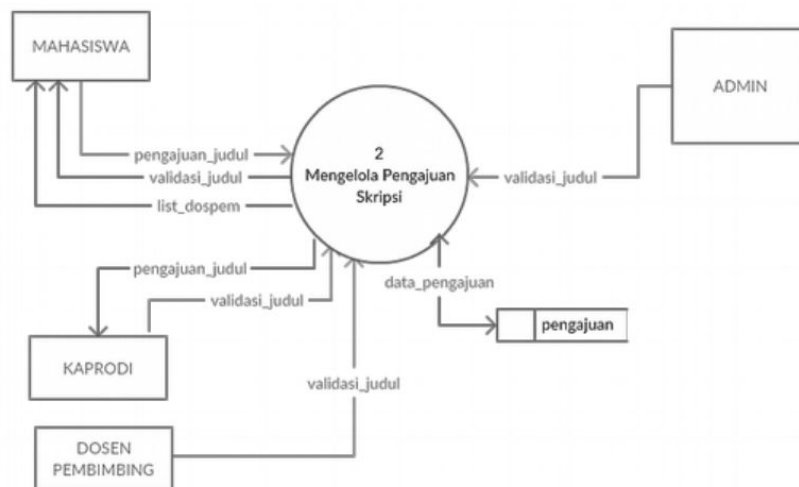 MAHASISWA
ADMIN
pengajuan_judul
validasi_judul
list_dospem
2
Mengelola Pengajuan
Skripsi
validasi_judul
pengajuan_judul
validasi_judul
data_pengajuan
pengajuan
KAPRODI
validasi_judul
DOSEN
PEMBIMBING